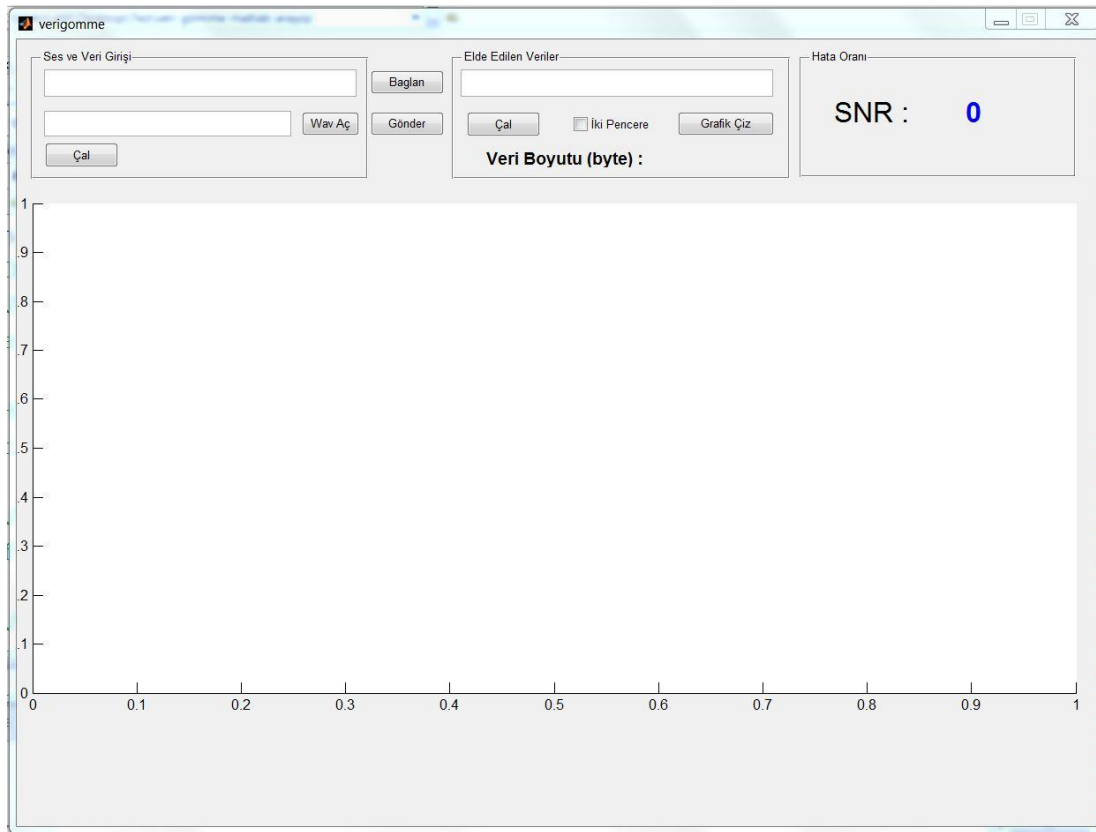 verigomme
Ses ve Veri Girişi
Baglan
Wav Aç
Gönder
Çal
Elde Edilen Veriler
Çal
İki Pencere
Grafik Çiz
Veri Boyutu (byte) :
Hata Oranı
SNR : 0
1
.9
.8
.7
.6
.5
.4
.3
.2
.1
0
0 0.1 0.2 0.3 0.4 0.5 0.6 0.7 0.8 0.9 1